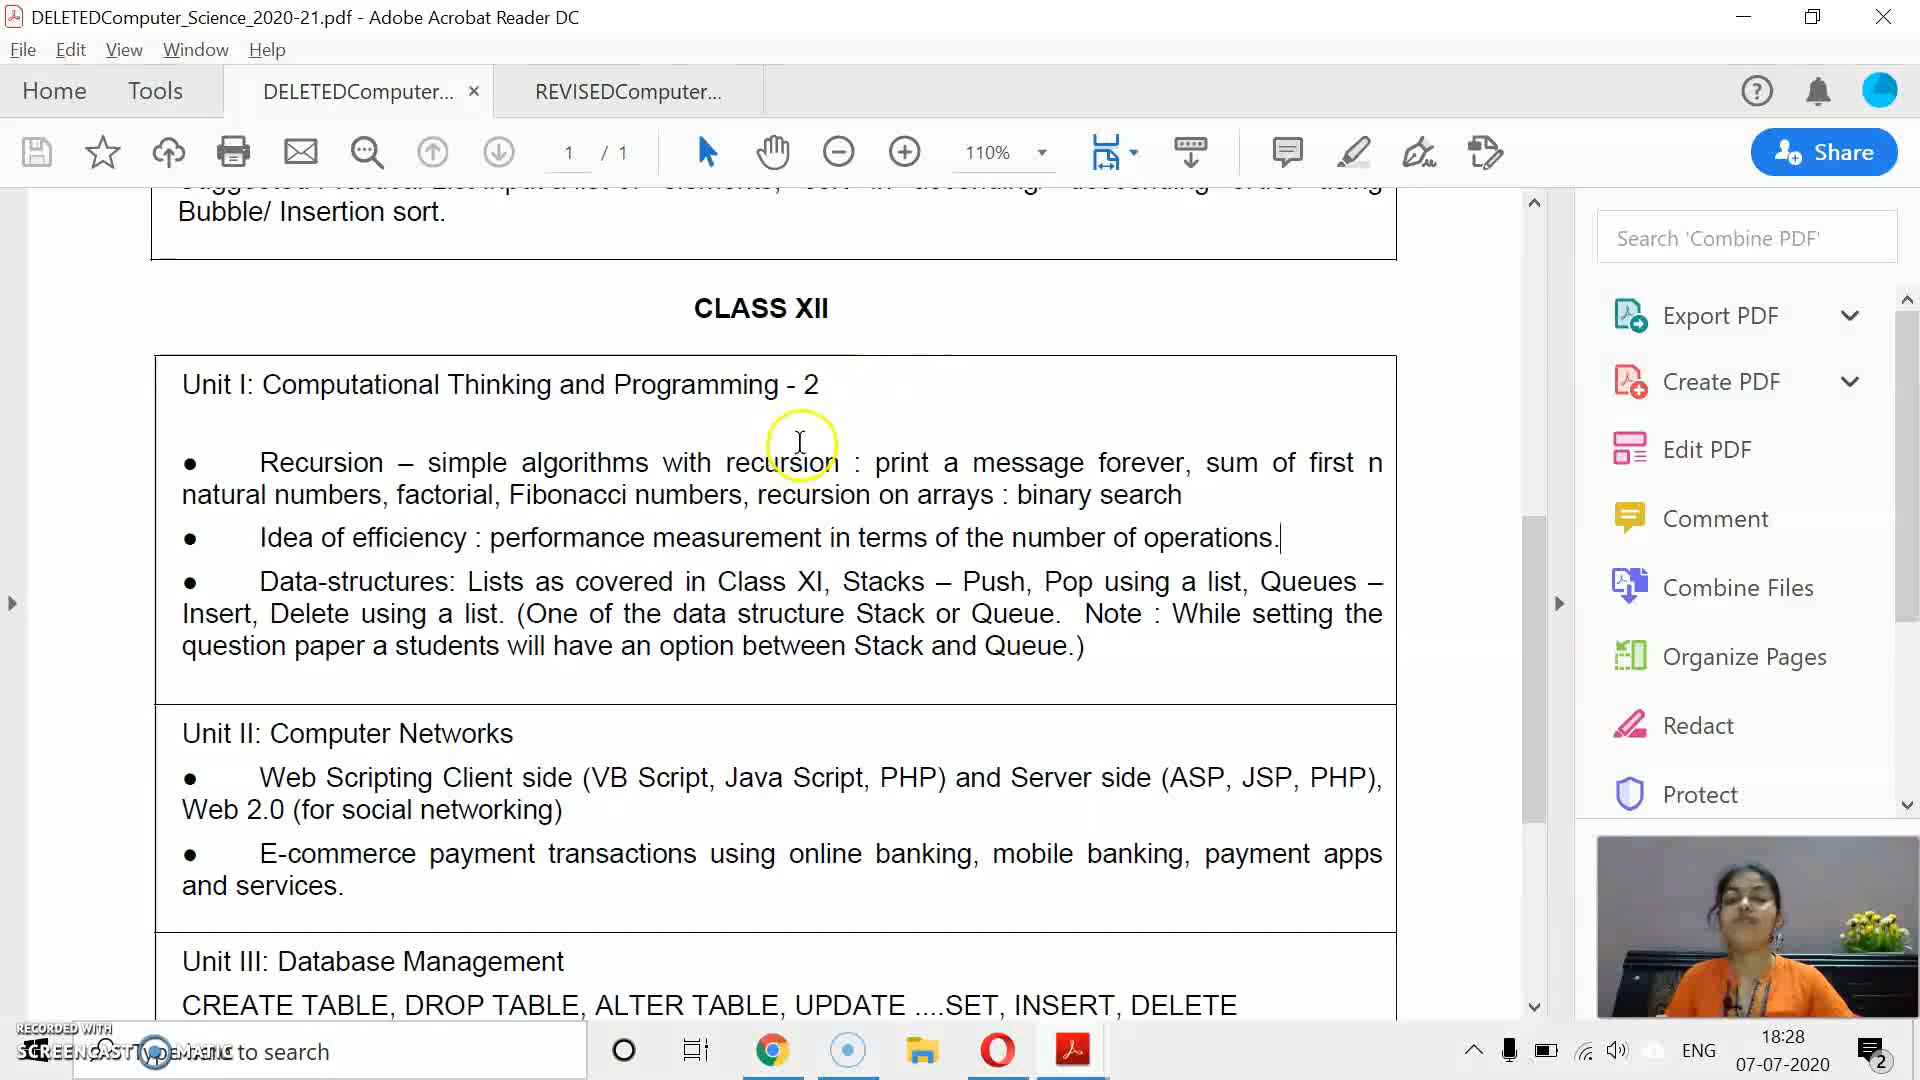 DELETEDComputer_Science_2020-21.pdf - Adobe Acrobat Reader DC
File Edit View Window Help
Home Tools DELETEDComputer... × REVISEDComputer...
1 / 1 110% Share
Bubble/ Insertion sort.
CLASS XII
Unit I: Computational Thinking and Programming - 2
● Recursion – simple algorithms with recursion : print a message forever, sum of first n
natural numbers, factorial, Fibonacci numbers, recursion on arrays : binary search
● Idea of efficiency : performance measurement in terms of the number of operations.
● Data-structures: Lists as covered in Class XI, Stacks – Push, Pop using a list, Queues –
Insert, Delete using a list. (One of the data structure Stack or Queue. Note : While setting the
question paper a students will have an option between Stack and Queue.)
Unit II: Computer Networks
● Web Scripting Client side (VB Script, Java Script, PHP) and Server side (ASP, JSP, PHP),
Web 2.0 (for social networking)
● E-commerce payment transactions using online banking, mobile banking, payment apps
and services.
Unit III: Database Management
CREATE TABLE, DROP TABLE, ALTER TABLE, UPDATE ....SET, INSERT, DELETE
Search 'Combine PDF'
Export PDF
Create PDF
Edit PDF
Comment
Combine Files
Organize Pages
Redact
Protect
RECORDED WITH
SCREENCAST MATIC
to search
ENG
18:28
07-07-2020
2